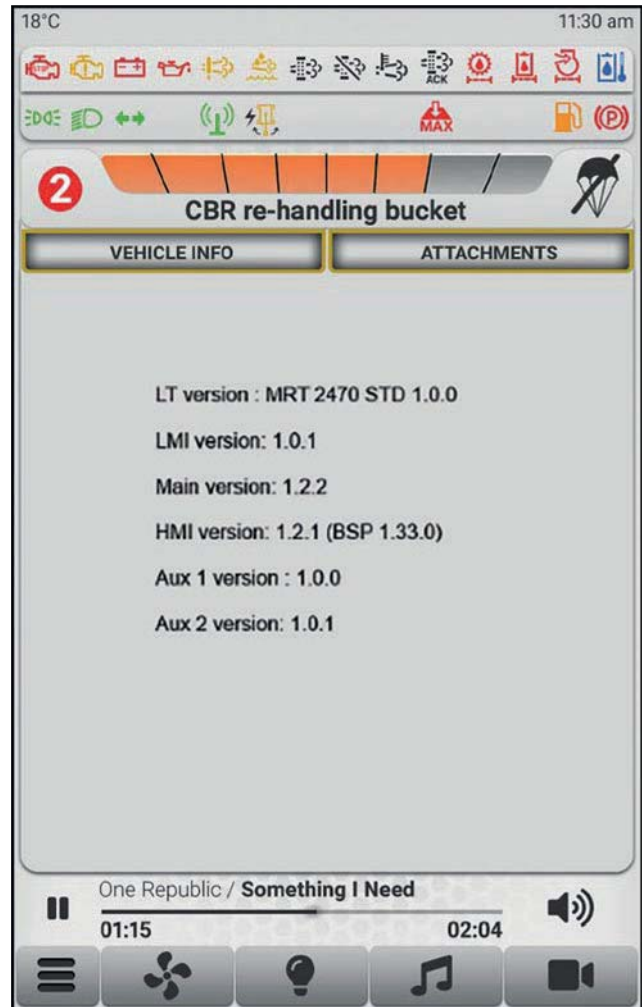 18°C 11:30 am
STOP
ACK
MAX
P
2
CBR re-handling bucket
VEHICLE INFO ATTACHMENTS
LT version : MRT 2470 STD 1.0.0
LMI version: 1.0.1
Main version: 1.2.2
HMI version: 1.2.1 (BSP 1.33.0)
Aux 1 version : 1.0.0
Aux 2 version: 1.0.1
One Republic / Something I Need
01:15 02:04